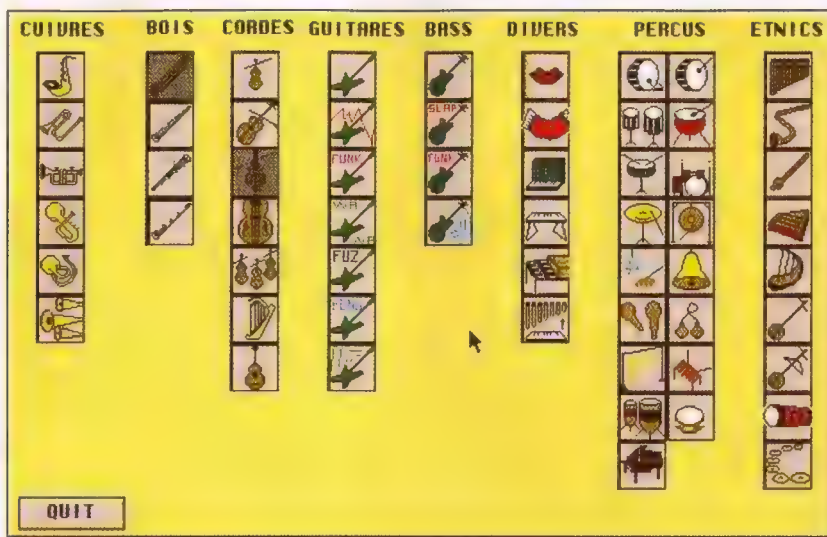 CUIVRES BOIS CORDES GUITARES BASS DIVERS PERCUS ETNICS
SLAP
FUNK FUNK
FUZ
QUIT